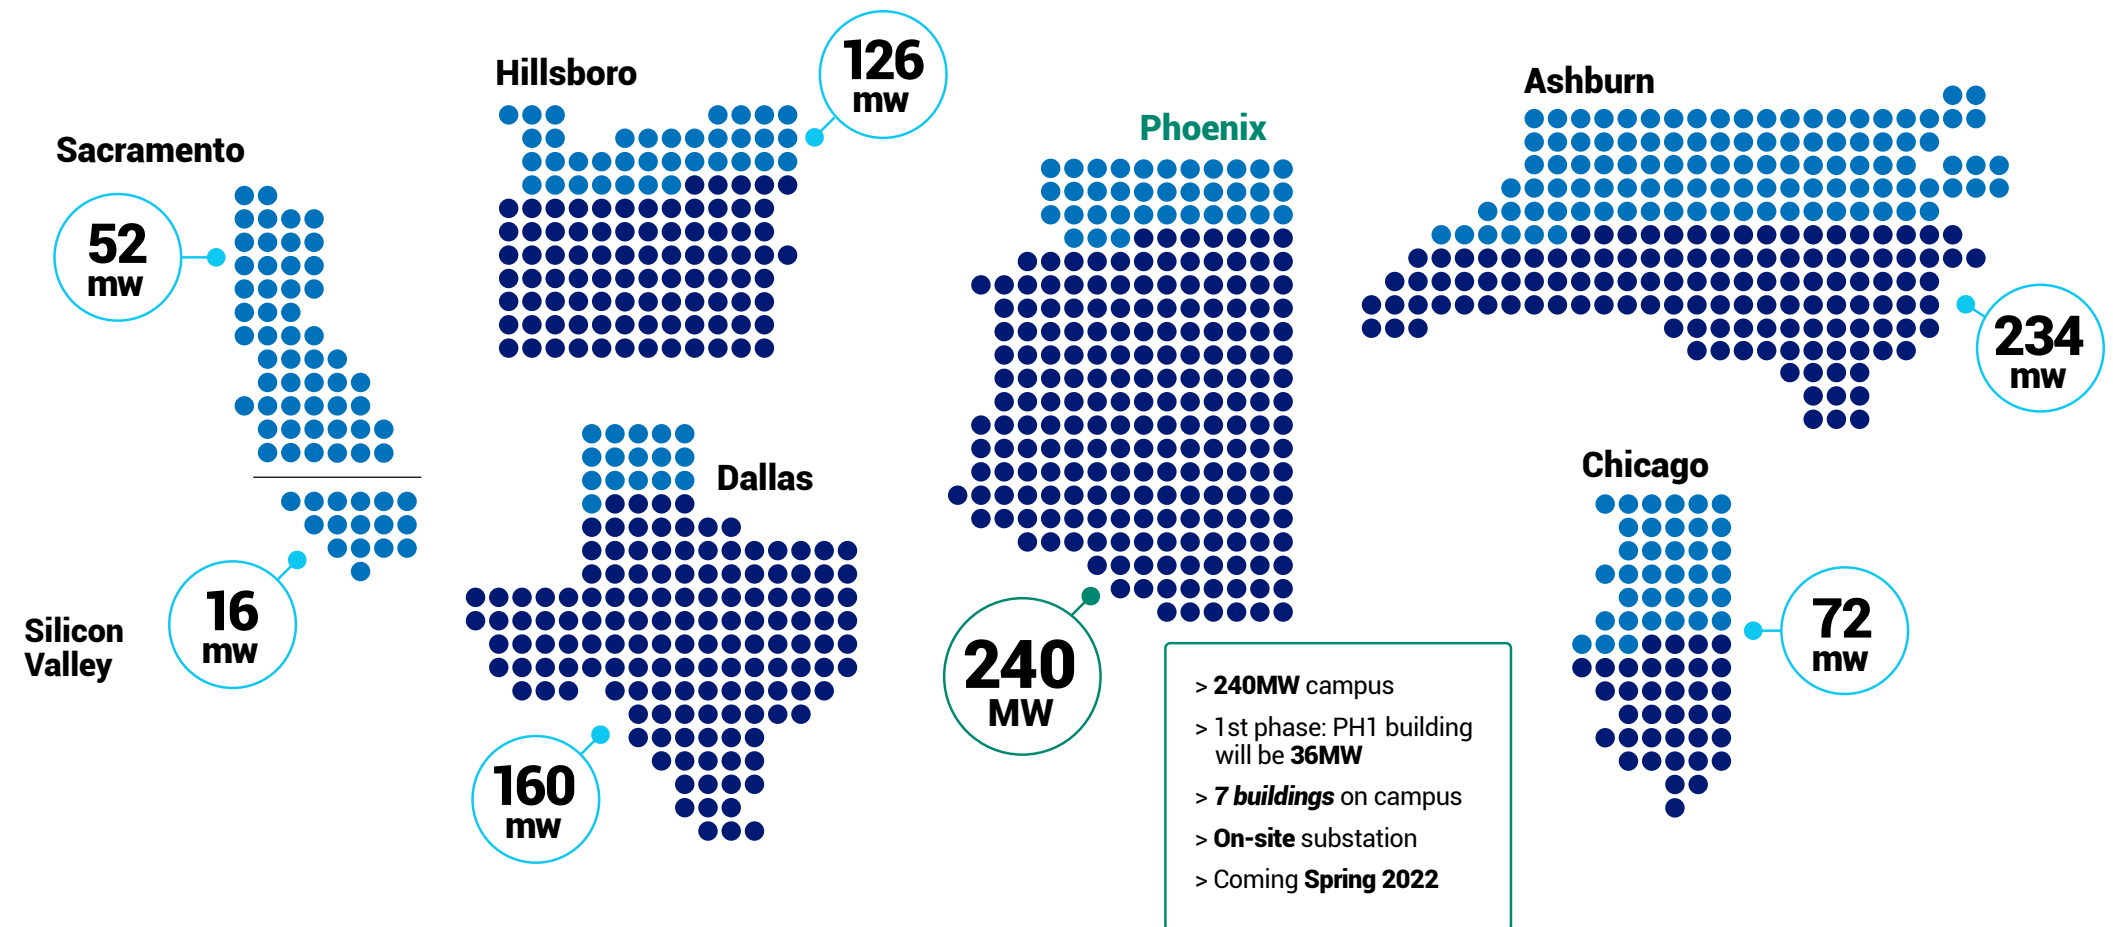 Sacramento
52
mw
Silicon
Valley
16
mw
Hillsboro
126
mw
Dallas
160
mw
Phoenix
240
MW
> 240MW campus
> 1st phase: PH1 building
will be 36MW
> 7 buildings on campus
> On-site substation
> Coming Spring 2022
Ashburn
234
mw
Chicago
72
mw